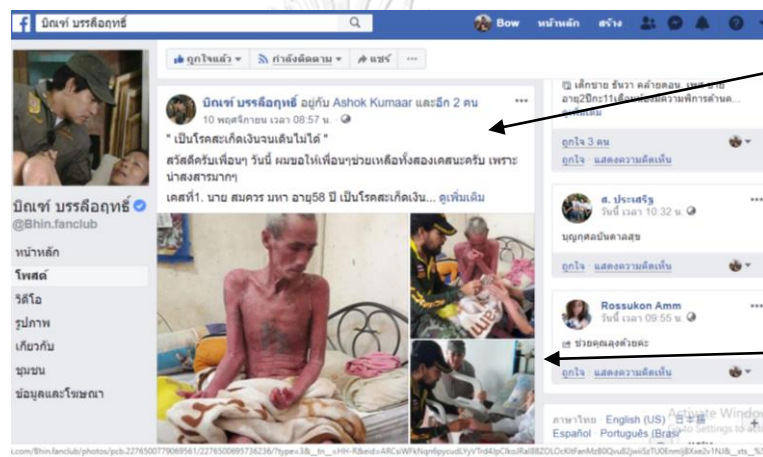 บิณฑ์ บรรลือฤทธิ์
Bow หน้าหลัก สร้าง
ถูกใจแล้ว กำลังติดตาม แชร์
บิณฑ์ บรรลือฤทธิ์ อยู่กับ Ashok Kumaar และอีก 2 คน
10 พฤศจิกายน เวลา 08:57 น.
" เป็นโรคสะเก็ดเงินจนเดินไม่ได้ "
สวัสดีครับเพื่อนๆ วันนี้ ผมขอให้เพื่อนๆช่วยเหลือทั้งสองเคสนะครับ เพราะ
น่าสงสารมากๆ
เคสที่1. นาย สมควร มหา อายุ58 ปี เป็นโรคสะเก็ดเงิน... ดูเพิ่มเติม
บิณฑ์ บรรลือฤทธิ์
@Bhin.fanclub
หน้าหลัก
โพสต์
วิดีโอ
รูปภาพ
เกี่ยวกับ
ชุมชน
ข้อมูลและโฆษณา
เด็กชาย ธันวา คล้ายดอน เพศ ชาย
ดูเพิ่มเติม
ถูกใจ 3 คน
ถูกใจ · แสดงความคิดเห็น
ส. ประเสริฐ
วันนี้ เวลา 10:32 น.
บุญกุศลบันดาลสุข
ถูกใจ · แสดงความคิดเห็น
Rossukon Amm
วันนี้ เวลา 09:55 น.
ช่วยคุณลุงด้วยค่ะ
ถูกใจ · แสดงความคิดเห็น
ภาษาไทย · English (US) · 日本語
Español · Português (Brasil
Activate Windows